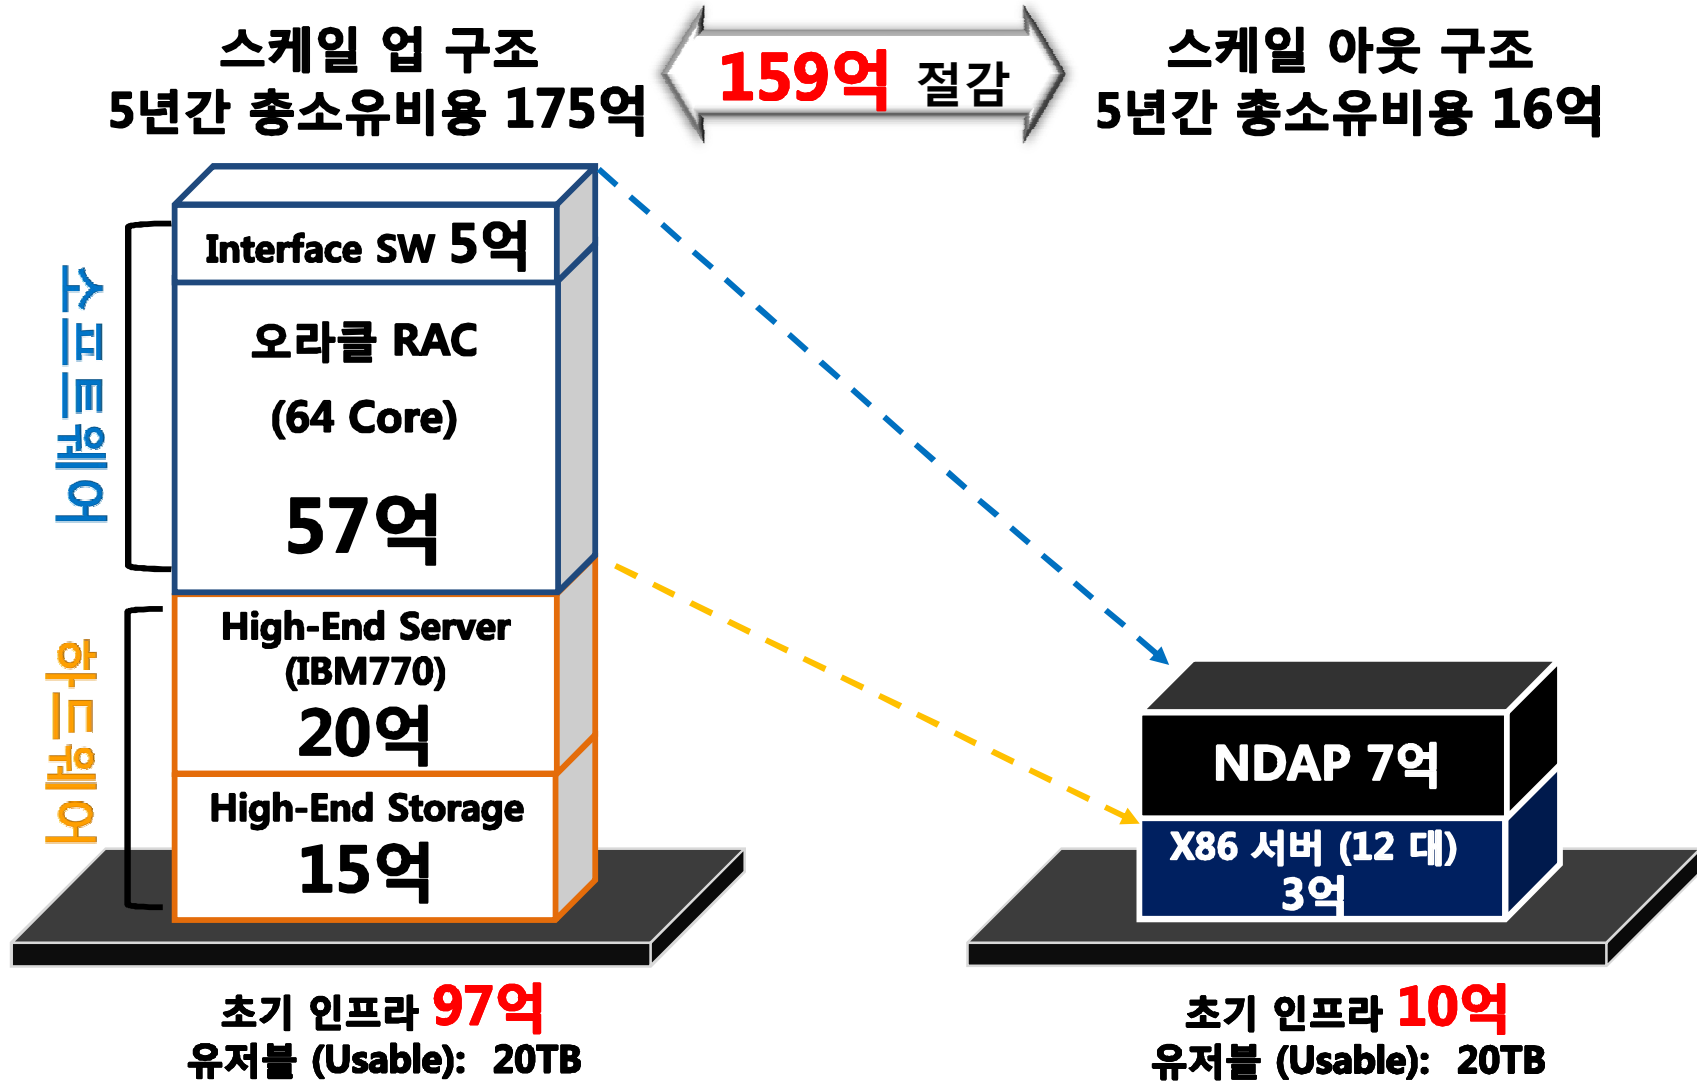 스케일 업 구조
5년간 총소유비용 175억
159억 절감
스케일 아웃 구조
5년간 총소유비용 16억
소프트웨어
Interface SW 5억
오라클 RAC
(64 Core)
57억
하드웨어
High-End Server
(IBM770)
20억
High-End Storage
15억
NDAP 7억
X86 서버 (12 대)
3억
초기 인프라 97억
유저블 (Usable): 20TB
초기 인프라 10억
유저블 (Usable): 20TB